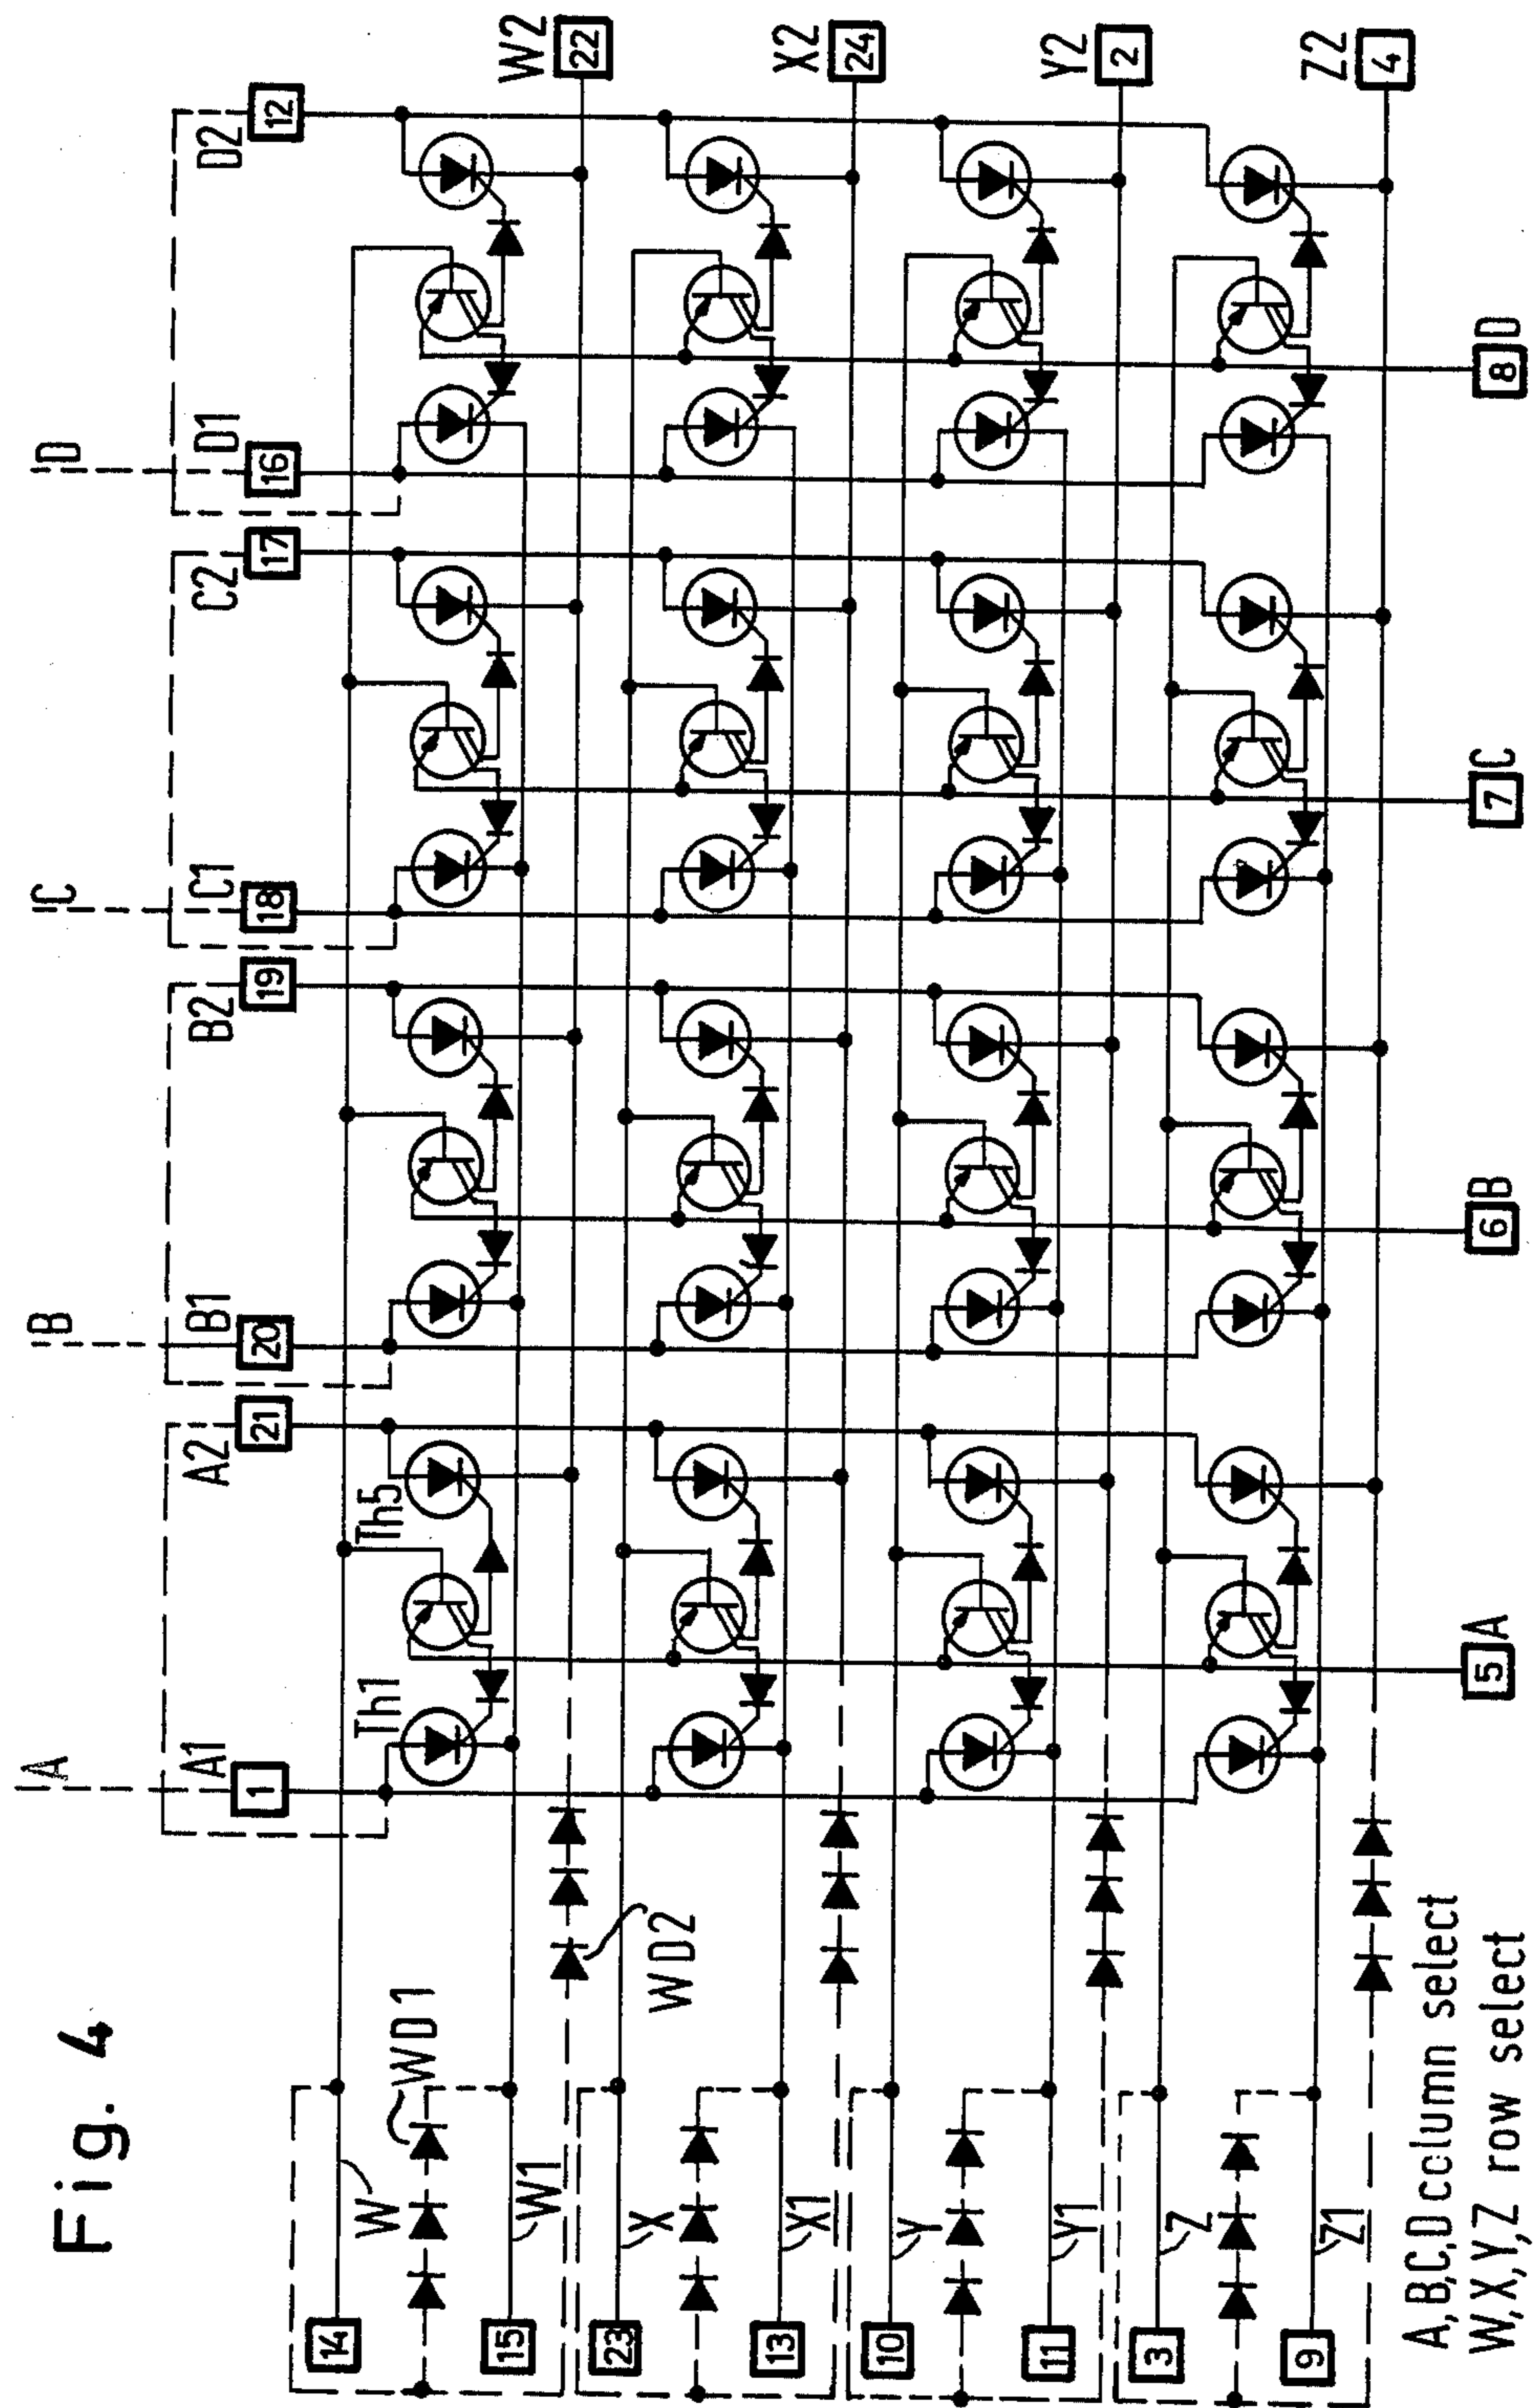 Fig. 4
A
B
C
D
A1
A2
B1
B2
C1
C2
D1
D2
1
21
20
19
18
17
16
12
14
W
WD1
Th1
Th5
15
W1
W2
22
WD2
23
X
13
X1
X2
24
10
Y
11
Y1
Y2
2
3
Z
9
Z1
Z2
4
5 A
6 B
7 C
8 D
A,B,C,D column select
W,X,Y,Z row select